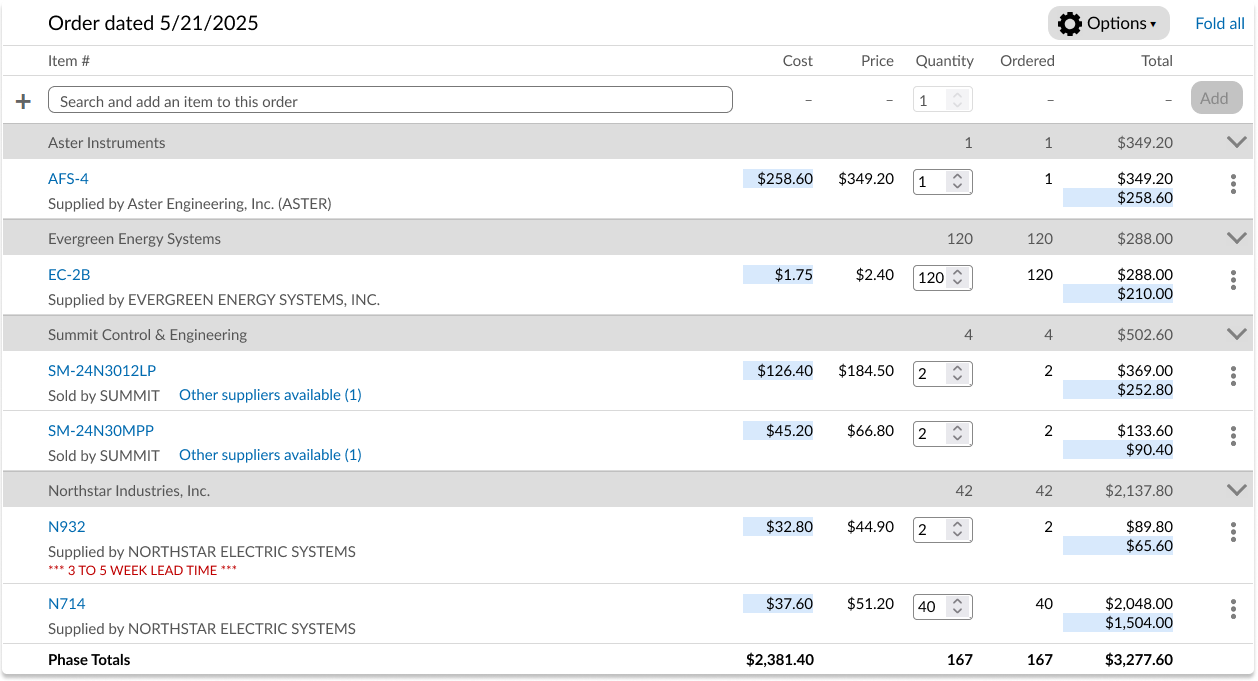 Order dated 5/21/2025 Options ▾ Fold all
Item # Cost Price Quantity Ordered Total
+ Search and add an item to this order – – 1 – – Add
Aster Instruments 1 1 $349.20
AFS-4 $258.60 $349.20 1 1 $349.20
$258.60
Supplied by Aster Engineering, Inc. (ASTER)
Evergreen Energy Systems 120 120 $288.00
EC-2B $1.75 $2.40 120 120 $288.00
$210.00
Supplied by EVERGREEN ENERGY SYSTEMS, INC.
Summit Control & Engineering 4 4 $502.60
SM-24N3012LP $126.40 $184.50 2 2 $369.00
$252.80
Sold by SUMMIT Other suppliers available (1)
SM-24N30MPP $45.20 $66.80 2 2 $133.60
$90.40
Sold by SUMMIT Other suppliers available (1)
Northstar Industries, Inc. 42 42 $2,137.80
N932 $32.80 $44.90 2 2 $89.80
$65.60
Supplied by NORTHSTAR ELECTRIC SYSTEMS
*** 3 TO 5 WEEK LEAD TIME ***
N714 $37.60 $51.20 40 40 $2,048.00
$1,504.00
Supplied by NORTHSTAR ELECTRIC SYSTEMS
Phase Totals $2,381.40 167 167 $3,277.60